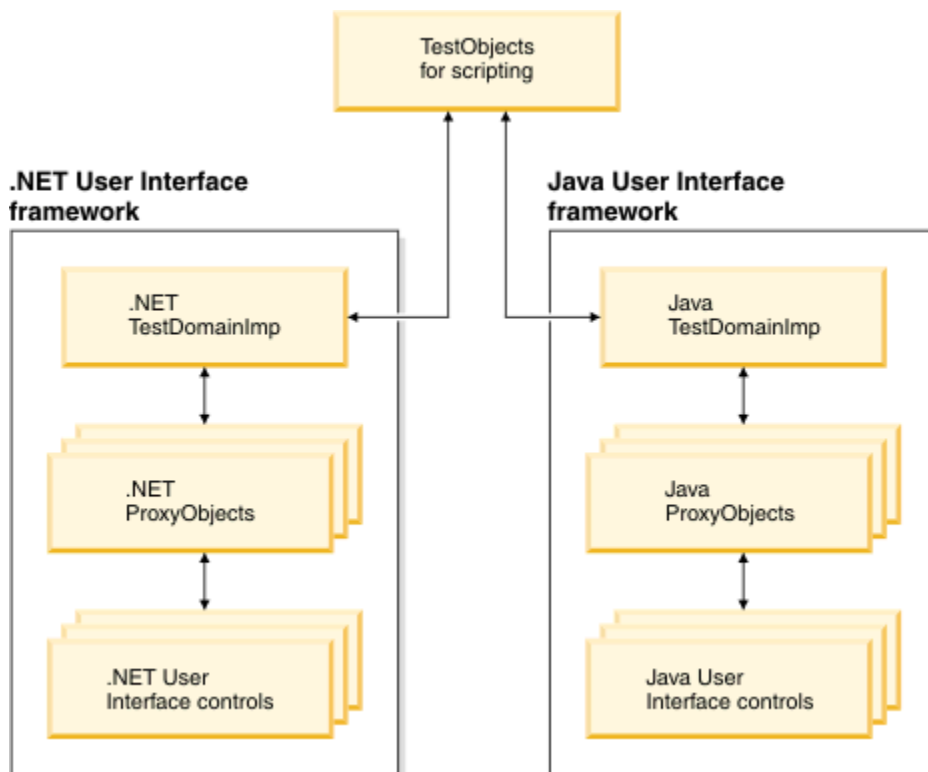 TestObjects
for scripting
.NET User Interface
framework
.NET
TestDomainImp
.NET
ProxyObjects
.NET User
Interface controls
Java User Interface
framework
Java
TestDomainImp
Java
ProxyObjects
Java User
Interface controls